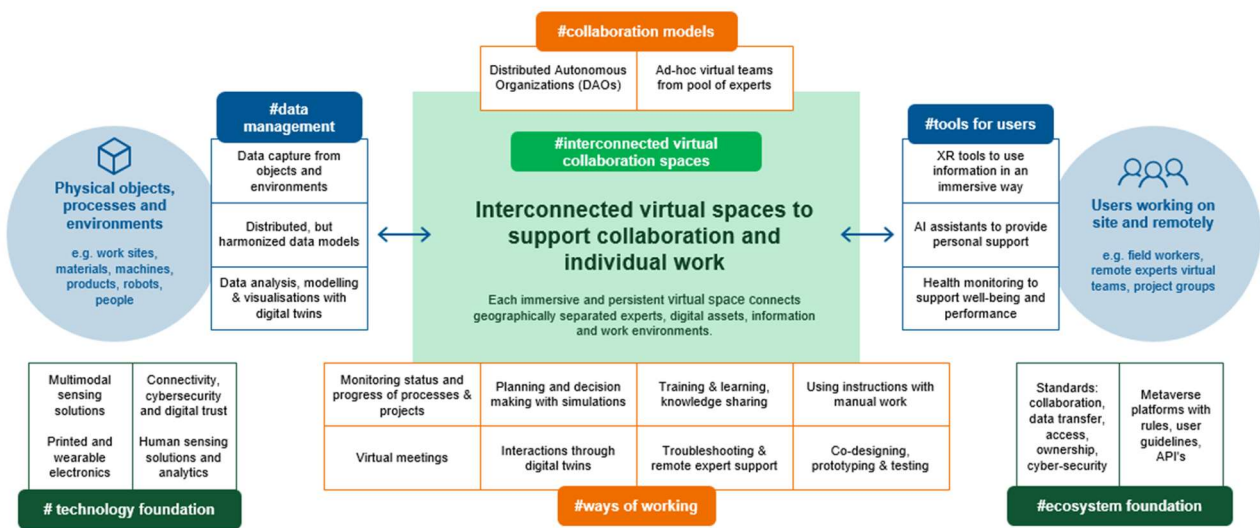 #collaboration models
Distributed Autonomous
Organizations (DAOs)
Ad-hoc virtual teams
from pool of experts
#data
management
Data capture from
objects and
environments
Distributed, but
harmonized data models
Data analysis, modelling
& visualisations with
digital twins
Physical objects,
processes and
environments
e.g. work sites,
materials, machines,
products, robots,
people
#interconnected virtual
collaboration spaces
Interconnected virtual spaces to
support collaboration and
individual work
Each immersive and persistent virtual space connects
geographically separated experts, digital assets, information
and work environments.
#tools for users
XR tools to use
information in an
immersive way
AI assistants to provide
personal support
Health monitoring to
support well-being and
performance
Users working on
site and remotely
e.g. field workers,
remote experts virtual
teams, project groups
Multimodal
sensing
solutions
Connectivity,
cybersecurity
and digital trust
Printed and
wearable
electronics
Human sensing
solutions and
analytics
# technology foundation
Monitoring status and
progress of processes &
projects
Planning and decision
making with simulations
Training & learning,
knowledge sharing
Using instructions with
manual work
Virtual meetings
Interactions through
digital twins
Troubleshooting &
remote expert support
Co-designing,
prototyping & testing
#ways of working
Standards:
collaboration,
data transfer,
access,
ownership,
cyber-security
Metaverse
platforms with
rules, user
guidelines,
API's
#ecosystem foundation